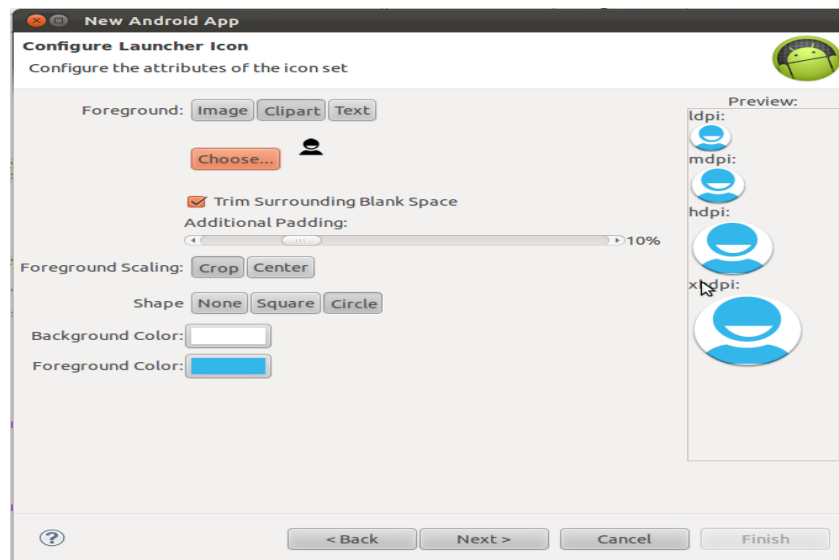 New Android App
Configure Launcher Icon
Configure the attributes of the icon set
Foreground: Image Clipart Text
Choose...
Trim Surrounding Blank Space
Additional Padding:
10%
Foreground Scaling: Crop Center
Shape None Square Circle
Background Color:
Foreground Color:
Preview:
ldpi:
mdpi:
hdpi:
xhdpi:
< Back Next > Cancel Finish